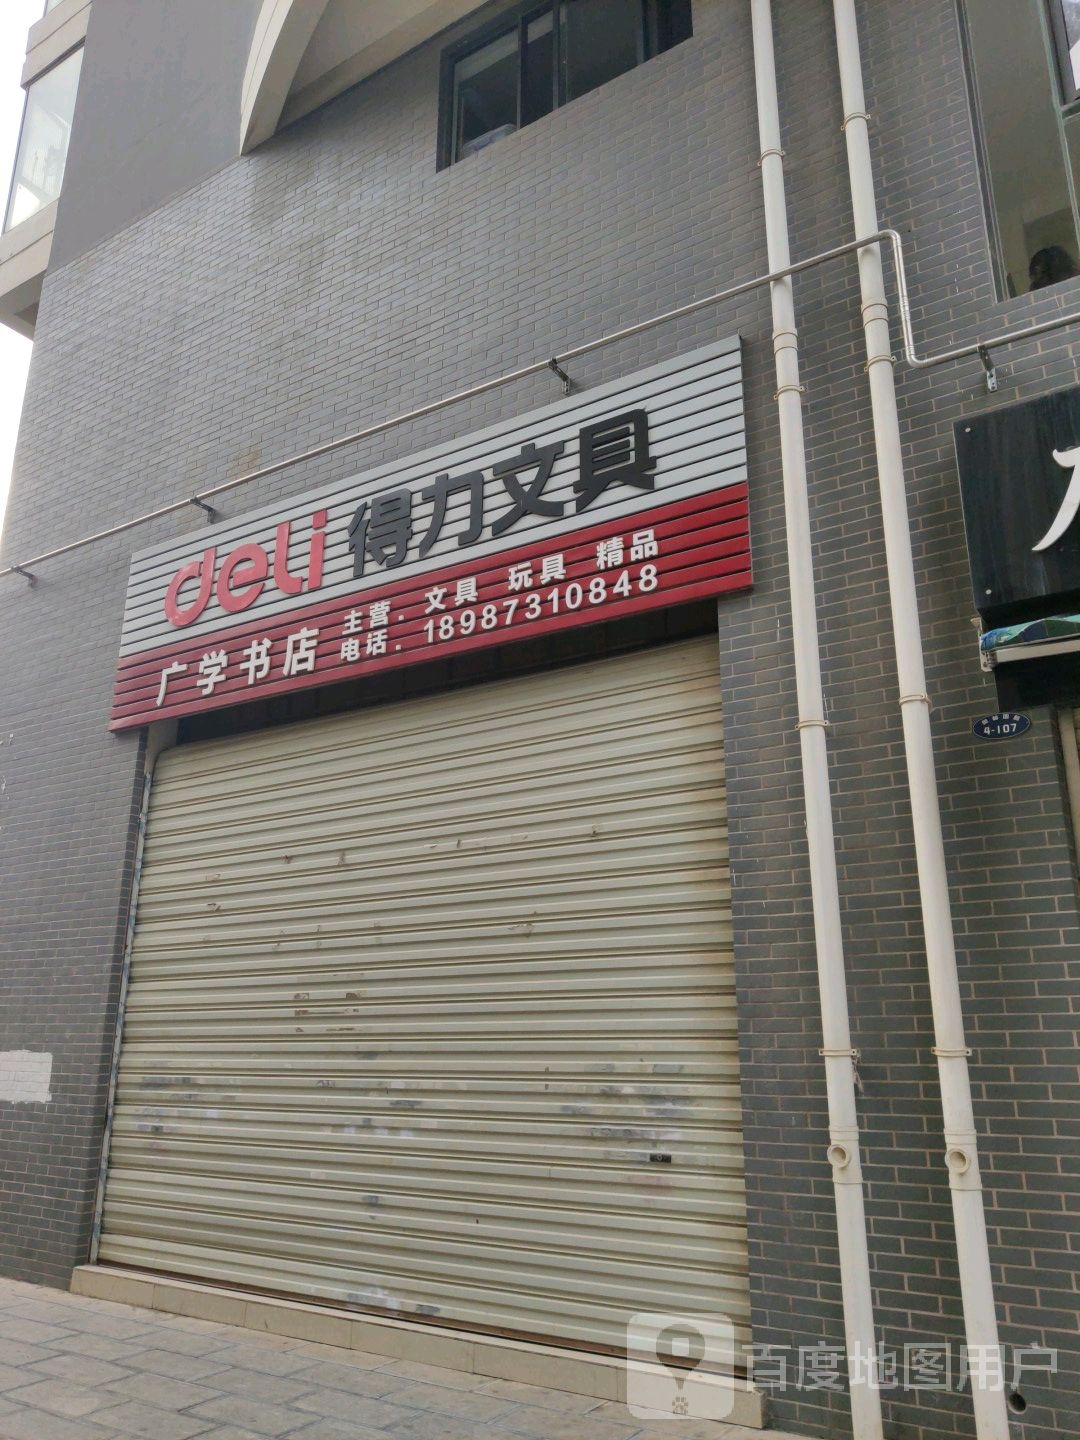 deli 得力文具
广学书店
主营. 文具 玩具 精品
电话. 18987310848
4-107
百度地图用户